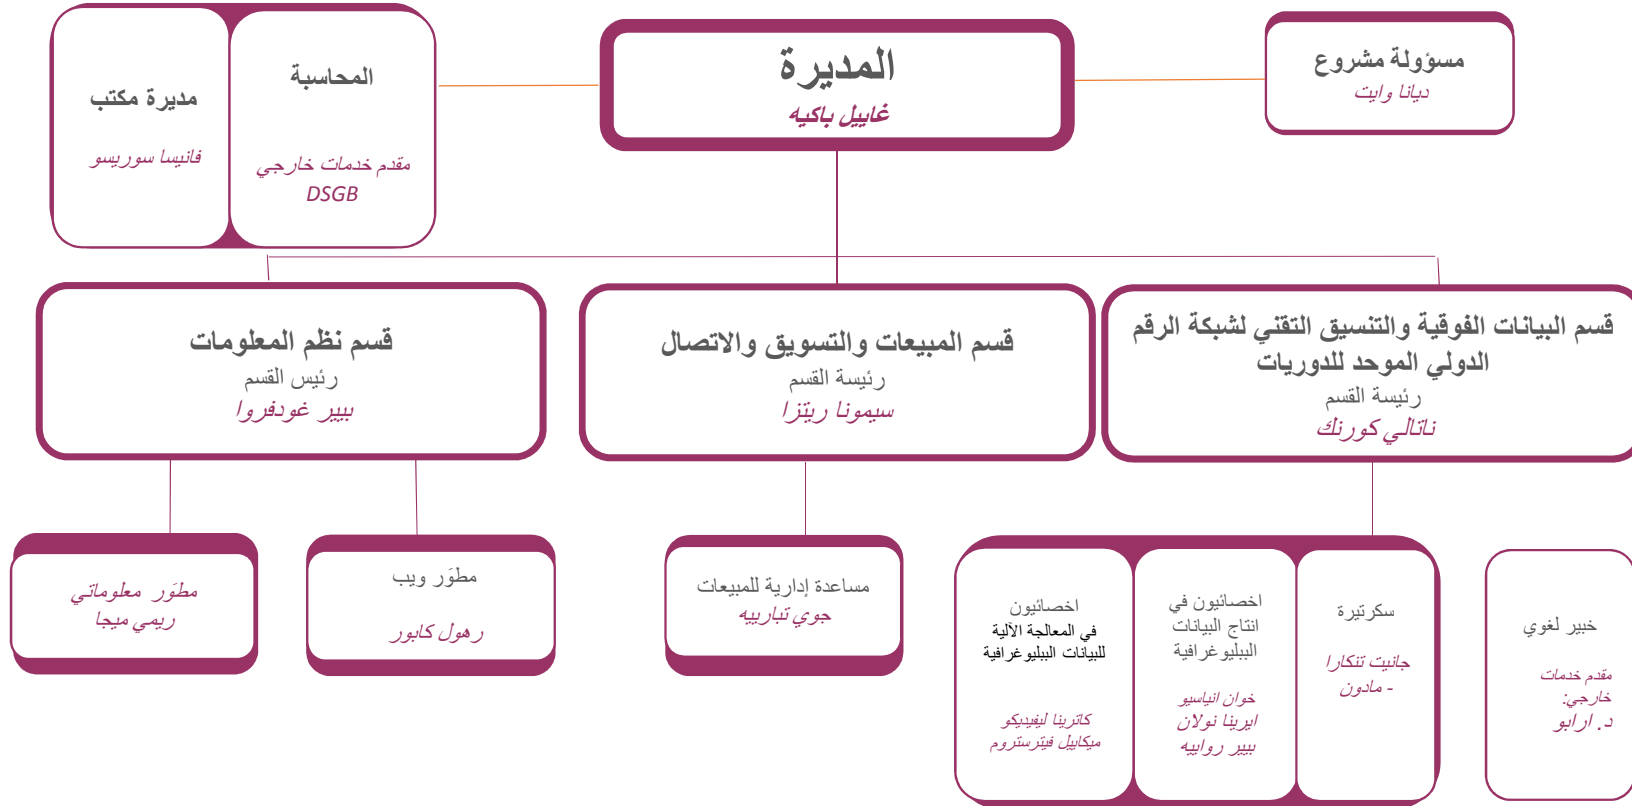 المديرة
غاييل باكيه
مسؤولة مشروع
ديانا وايت
المحاسبة
مقدم خدمات خارجي
DSGB
مديرة مكتب
فانيسا سوريسو
قسم البيانات الفوقية والتنسيق التقني لشبكة الرقم
الدولي الموحد للدوريات
رئيسة القسم
ناتالي كورنك
قسم المبيعات والتسويق والاتصال
رئيسة القسم
سيمونا ريتزا
قسم نظم المعلومات
رئيس القسم
بيير غودفروا
خبير لغوي
مقدم خدمات
خارجي:
د. ارابو
سكرتيرة
جانيت تنكارا
- مادون
اخصائيون في
انتاج البيانات
الببليوغرافية
خوان انياسيو
ايرينا نولان
بيير روابيه
اخصائيون
في المعالجة الآلية
للبيانات الببليوغرافية
كاترينا ليفيديكو
ميكاييل فيترستروم
مساعدة إدارية للمبيعات
جوي تباربيه
مطوَر ويب
رهول كابور
مطوَر معلوماتي
ريمي ميجا